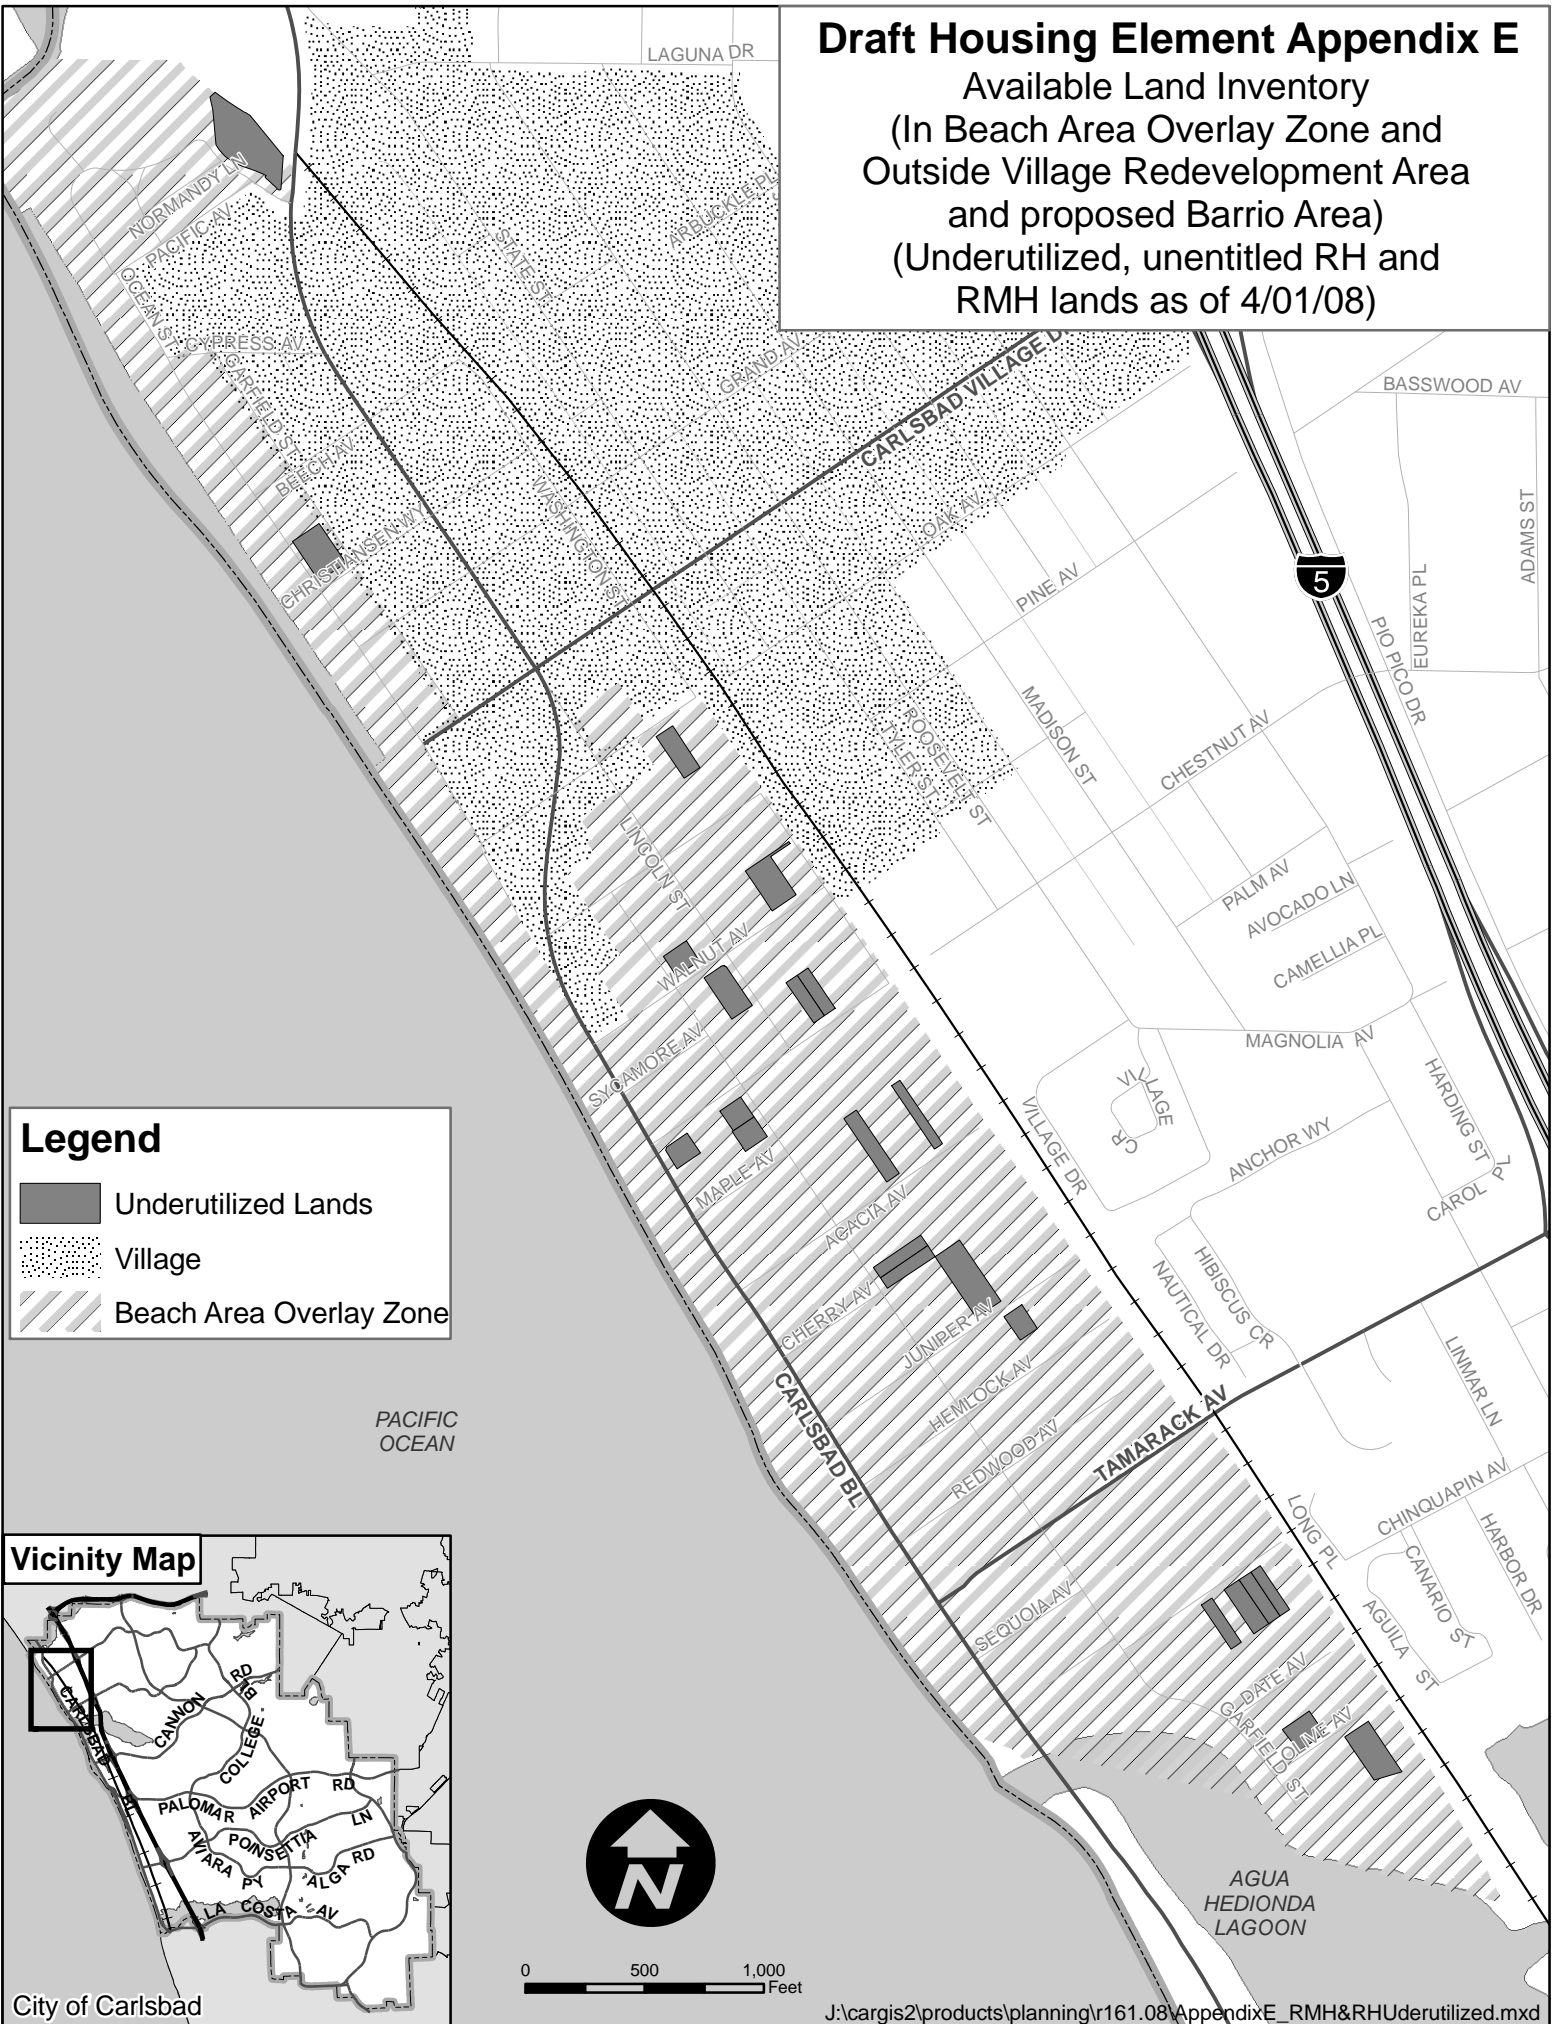 Draft Housing Element Appendix E
Available Land Inventory
(In Beach Area Overlay Zone and
Outside Village Redevelopment Area
and proposed Barrio Area)
(Underutilized, unentitled RH and
RMH lands as of 4/01/08)
LAGUNA DR
NORMANDY LN
PACIFIC AV
OCEAN ST
CYPRESS AV
GARFIELD ST
BEECH AV
CHRISTIANSEN WY
STATE ST
ARBUCKLE PL
GRAND AV
CARLSBAD VILLAGE D
WASHINGTON S
OAK AV
PINE AV
BASSWOOD AV
ADAMS ST
EUREKA PL
5
PIO PICO DR
MADISON ST
ROOSEVELT ST
TYLER ST
CHESTNUT AV
LINCOLN ST
PALM AV
AVOCADO LN
CAMELLIA PL
WALNUT AV
SYCAMORE AV
MAGNOLIA AV
HARDING ST
VILLAGE CR
VILLAGE DR
ANCHOR WY
CAROL PL
MAPLE AV
ACACIA AV
CHERRY AV
JUNIPER AV
HEMLOCK AV
REDWOOD AV
CARLSBAD BL
TAMARACK AV
HIBISCUS CR
NAUTICAL DR
LINMAR LN
CHINQUAPIN AV
LONG PL
HARBOR DR
CANARIO ST
AGUILA ST
SEQUOIA AV
DATE AV
GARFIELD ST
OLIVE AV
Legend
Underutilized Lands
Village
Beach Area Overlay Zone
PACIFIC
OCEAN
AGUA
HEDIONDA
LAGOON
Vicinity Map
CARLSBAD BL
CANNON RD
COLLEGE BL
PALOMAR AIRPORT RD
POINSETTIA LN
AVIARA PY
ALGA RD
LA COSTA AV
City of Carlsbad
N
0 500 1,000
Feet
J:\cargis2\products\planning\r161.08\AppendixE_RMH&RHUderutilized.mxd